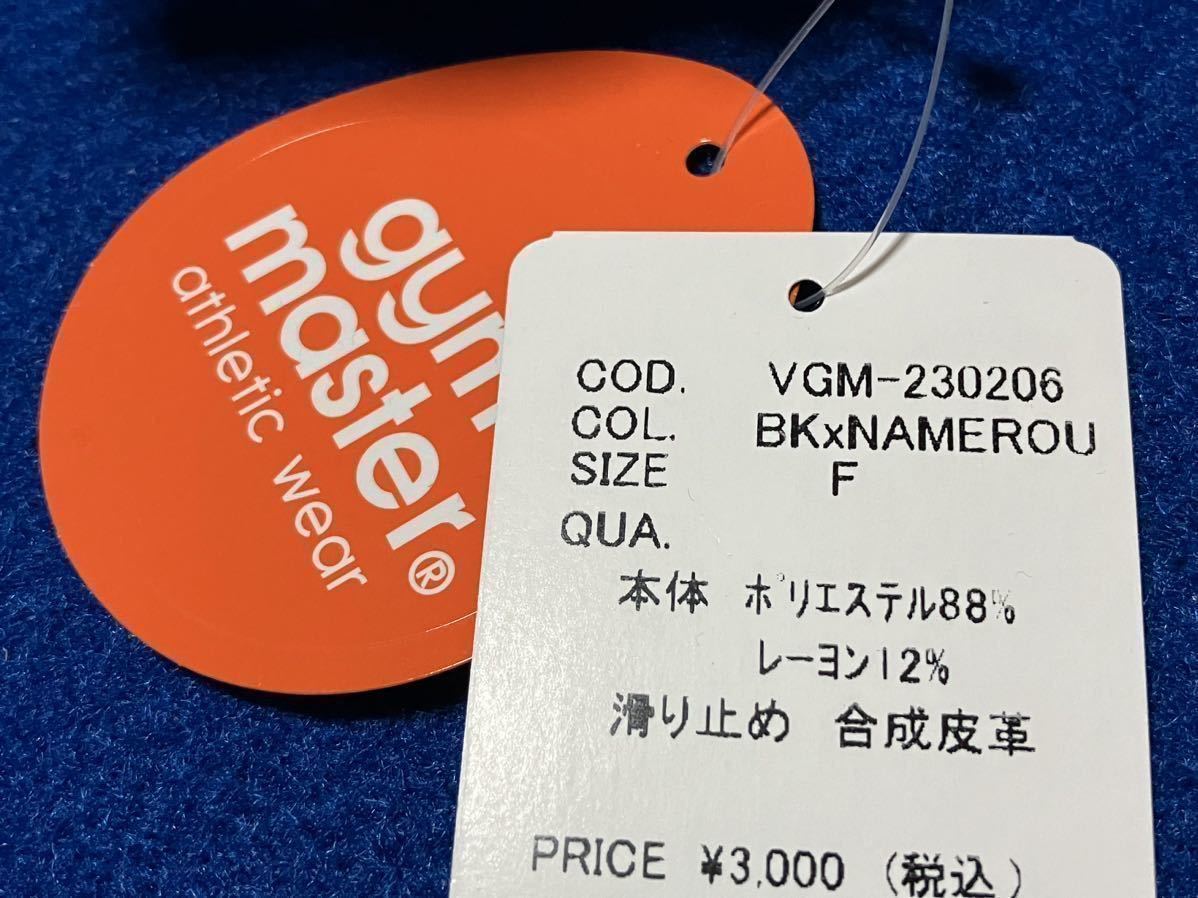 gym
master®
athletic wear
COD. VGM-230206
COL. BKxNAMEROU
SIZE F
QUA.
本体 ポリエステル88%
レーヨン12%
滑り止め 合成皮革
PRICE ¥3,000 (税込)